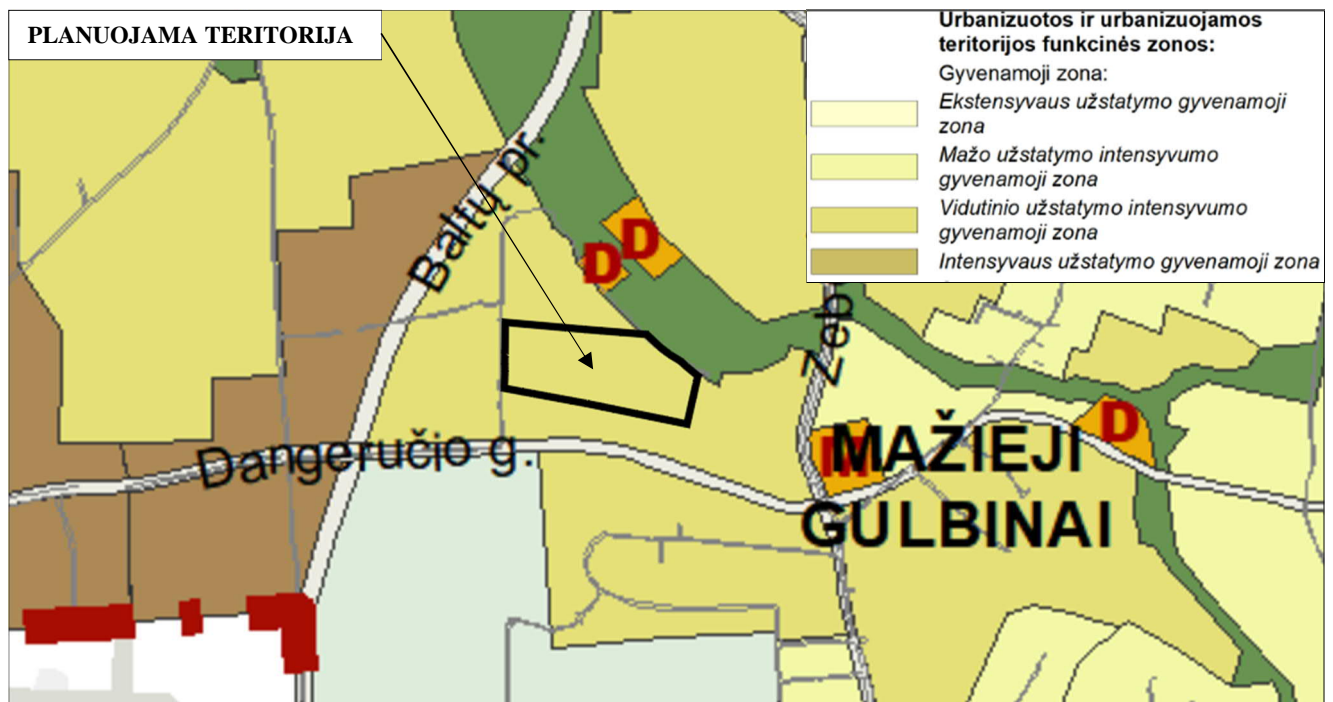 PLANUOJAMA TERITORIJA
Urbanizuotos ir urbanizuojamos
teritorijos funkcinės zonos:
Gyvenamoji zona:
Ekstensyvaus užstatymo gyvenamoji
zona
Mažo užstatymo intensyvumo
gyvenamoji zona
Vidutinio užstatymo intensyvumo
gyvenamoji zona
Intensyvaus užstatymo gyvenamoji zona
Baltų pr.
D
D
D
Dangeručio g.
MAŽIEJI
GULBINAI